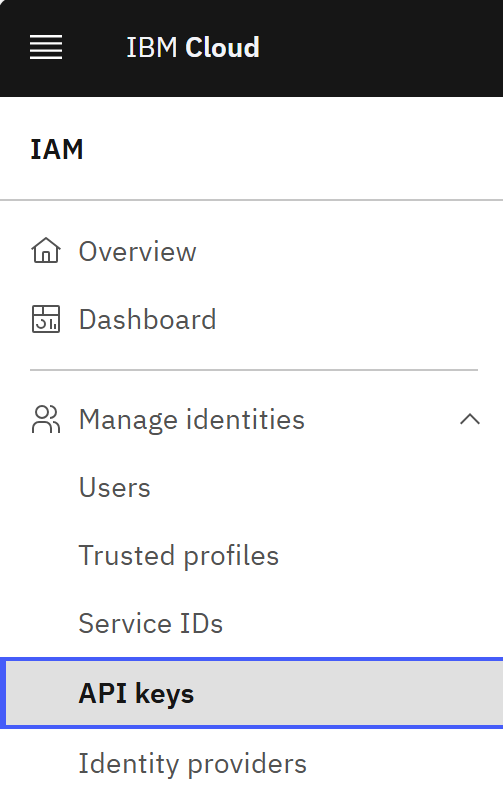 IBM Cloud
IAM
Overview
Dashboard
Manage identities
Users
Trusted profiles
Service IDs
API keys
Identity providers